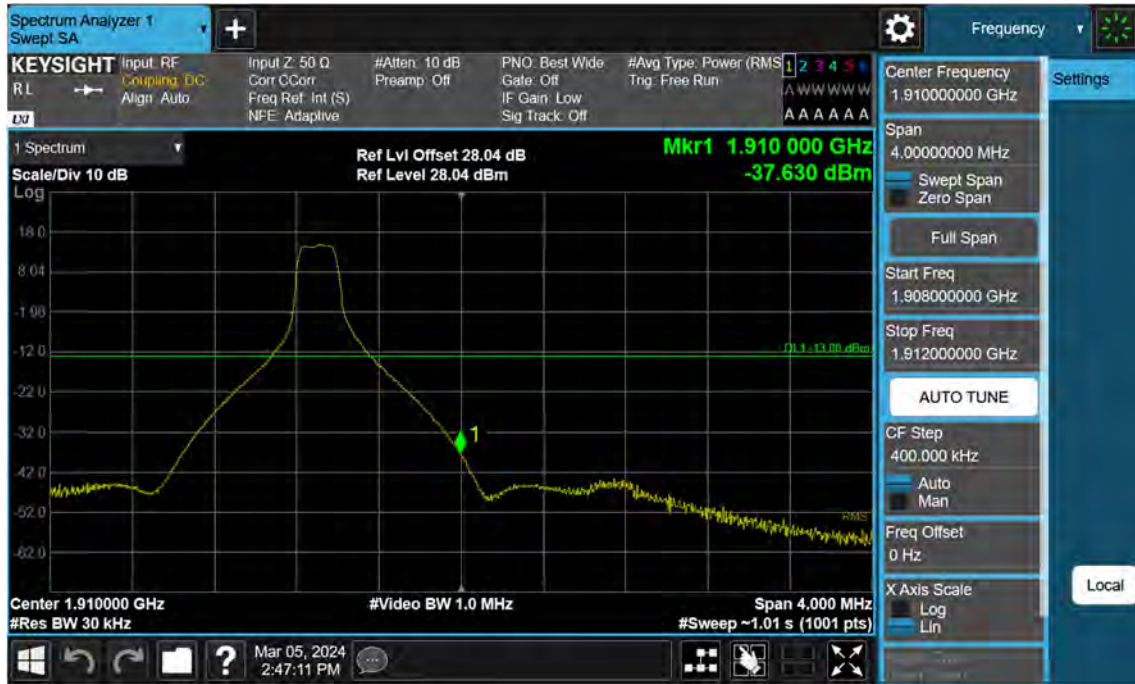 Spectrum Analyzer 1
Swept SA
Frequency
KEYSIGHT
RL
LXI
Input: RF
Coupling: DC
Align: Auto
Input Z: 50 Ω
Corr CCorr
Freq Ref: Int (S)
NFE: Adaptive
#Atten: 10 dB
Preamp: Off
PNO: Best Wide
Gate: Off
IF Gain: Low
Sig Track: Off
#Avg Type: Power (RMS
Trig: Free Run
1 2 3 4 5 6
A W W W W W
A A A A A A
1 Spectrum
Scale/Div 10 dB
Log
Ref Lvl Offset 28.04 dB
Ref Level 28.04 dBm
Mkr1 1.910 000 GHz
-37.630 dBm
18.0
8.04
-1.96
-12.0
DL1 -13.00 dBm
-22.0
-32.0
1
-42.0
-52.0
RMS
-62.0
Center 1.910000 GHz
#Res BW 30 kHz
#Video BW 1.0 MHz
Span 4.000 MHz
#Sweep ~1.01 s (1001 pts)
Mar 05, 2024
2:47:11 PM
Center Frequency
1.910000000 GHz
Settings
Span
4.00000000 MHz
Swept Span
Zero Span
Full Span
Start Freq
1.908000000 GHz
Stop Freq
1.912000000 GHz
AUTO TUNE
CF Step
400.000 kHz
Auto
Man
Freq Offset
0 Hz
X Axis Scale
Log
Lin
Local